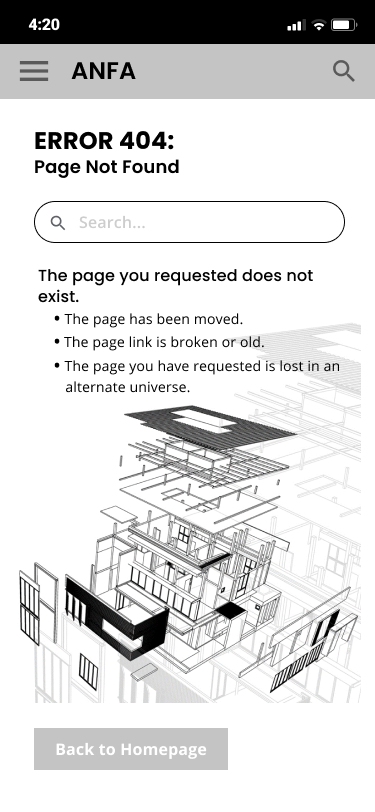 4:20
ANFA
ERROR 404:
Page Not Found
Search...
The page you requested does not
exist.
• The page has been moved.
• The page link is broken or old.
• The page you have requested is lost in an
alternate universe.
Back to Homepage